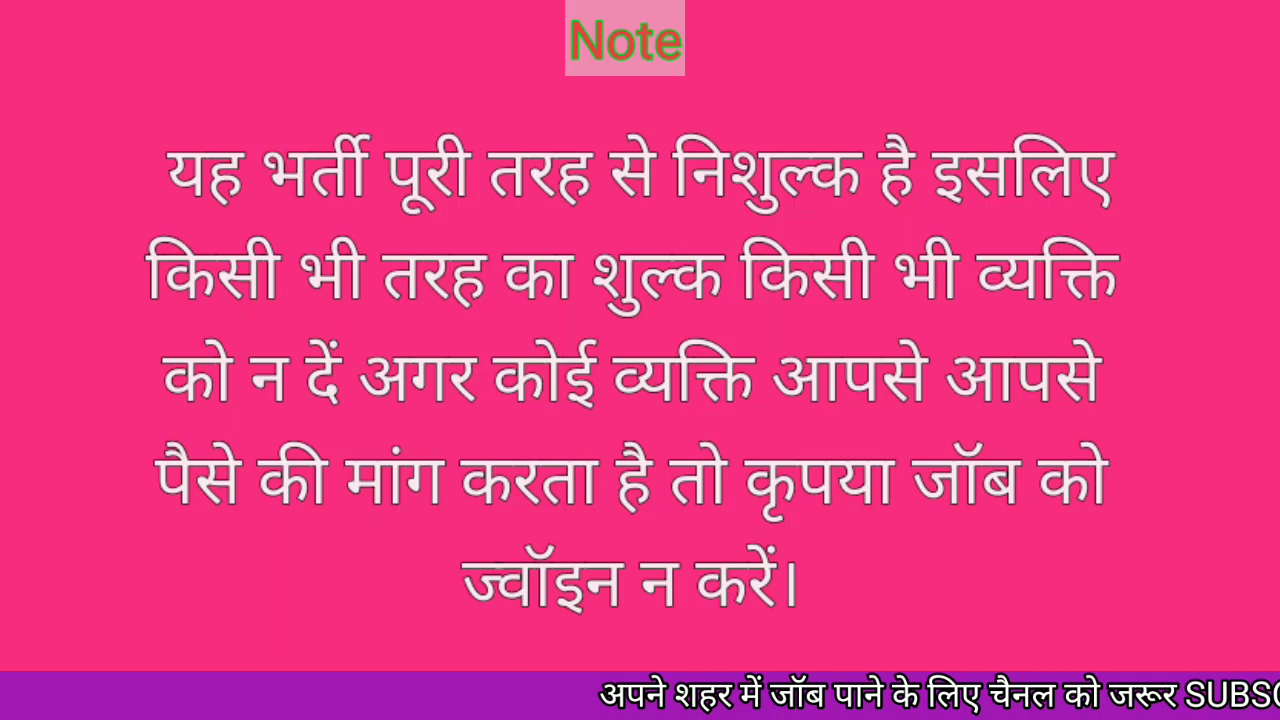 Note
यह भर्ती पूरी तरह से निशुल्क है इसलिए
किसी भी तरह का शुल्क किसी भी व्यक्ति
को न दें अगर कोई व्यक्ति आपसे आपसे
पैसे की मांग करता है तो कृपया जॉब को
ज्वॉइन न करें।
अपने शहर में जॉब पाने के लिए चैनल को जरूर